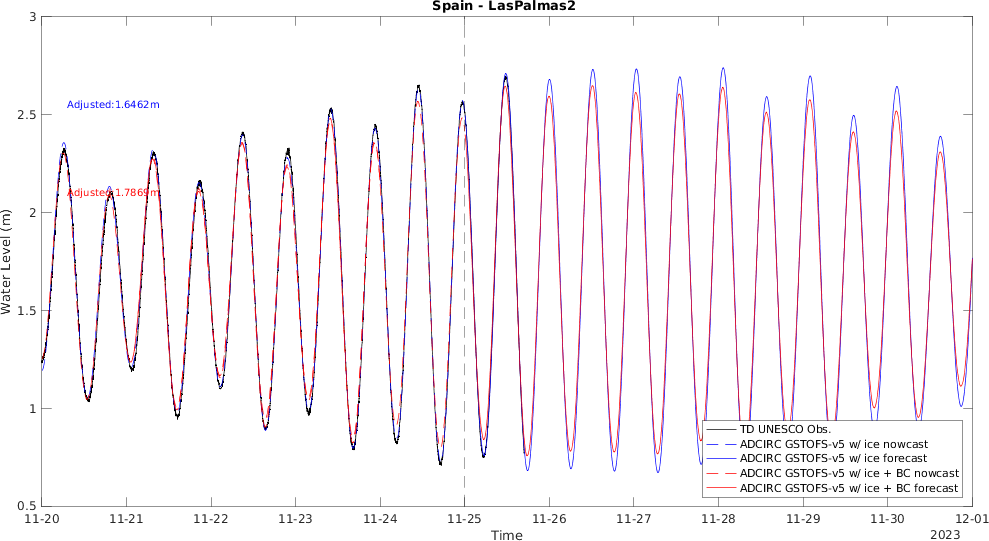 Spain - LasPalmas2
3
2.5
2
1.5
1
0.5
Water Level (m)
Adjusted:1.6462m
Adjusted:1.7869m
TD UNESCO Obs.
ADCIRC GSTOFS-v5 w/ ice nowcast
ADCIRC GSTOFS-v5 w/ ice forecast
ADCIRC GSTOFS-v5 w/ ice + BC nowcast
ADCIRC GSTOFS-v5 w/ ice + BC forecast
11-20 11-21 11-22 11-23 11-24 11-25 11-26 11-27 11-28 11-29 11-30 12-01
Time
2023